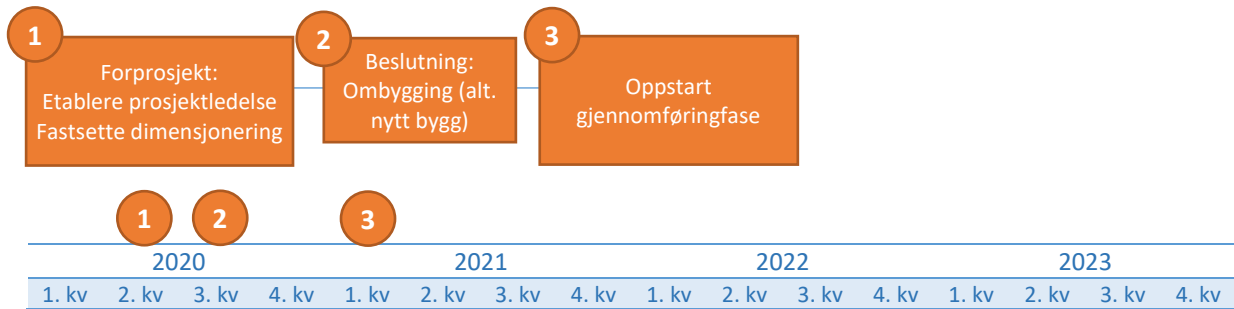 1
Forprosjekt:
Etablere prosjektledelse
Fastsette dimensjonering
2
Beslutning:
Ombygging (alt.
nytt bygg)
3
Oppstart
gjennomføringfase
1 2 3
2020 2021 2022 2023
1. kv 2. kv 3. kv 4. kv 1. kv 2. kv 3. kv 4. kv 1. kv 2. kv 3. kv 4. kv 1. kv 2. kv 3. kv 4. kv